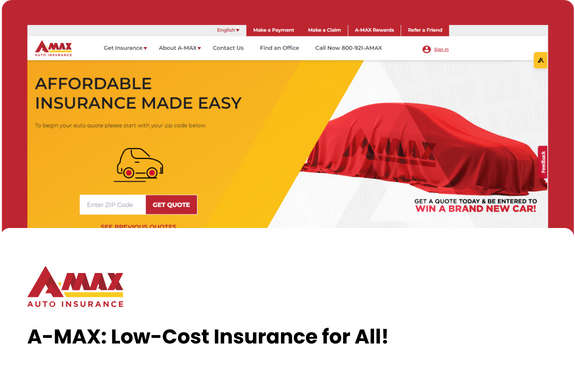 English
Make a Payment
Make a Claim
A-MAX Rewards
Refer a Friend
A-MAX
AUTO INSURANCE
Get Insurance
About A-MAX
Contact Us
Find an Office
Call Now 800-921-AMAX
Sign in
AFFORDABLE
INSURANCE MADE EASY
To begin your auto quote please start with your zip code below.
Enter ZIP Code
GET QUOTE
SEE PREVIOUS QUOTES
A-MAX
Feedback
GET A QUOTE TODAY & BE ENTERED TO
WIN A BRAND NEW CAR!
A-MAX
AUTO INSURANCE
A-MAX: Low-Cost Insurance for All!